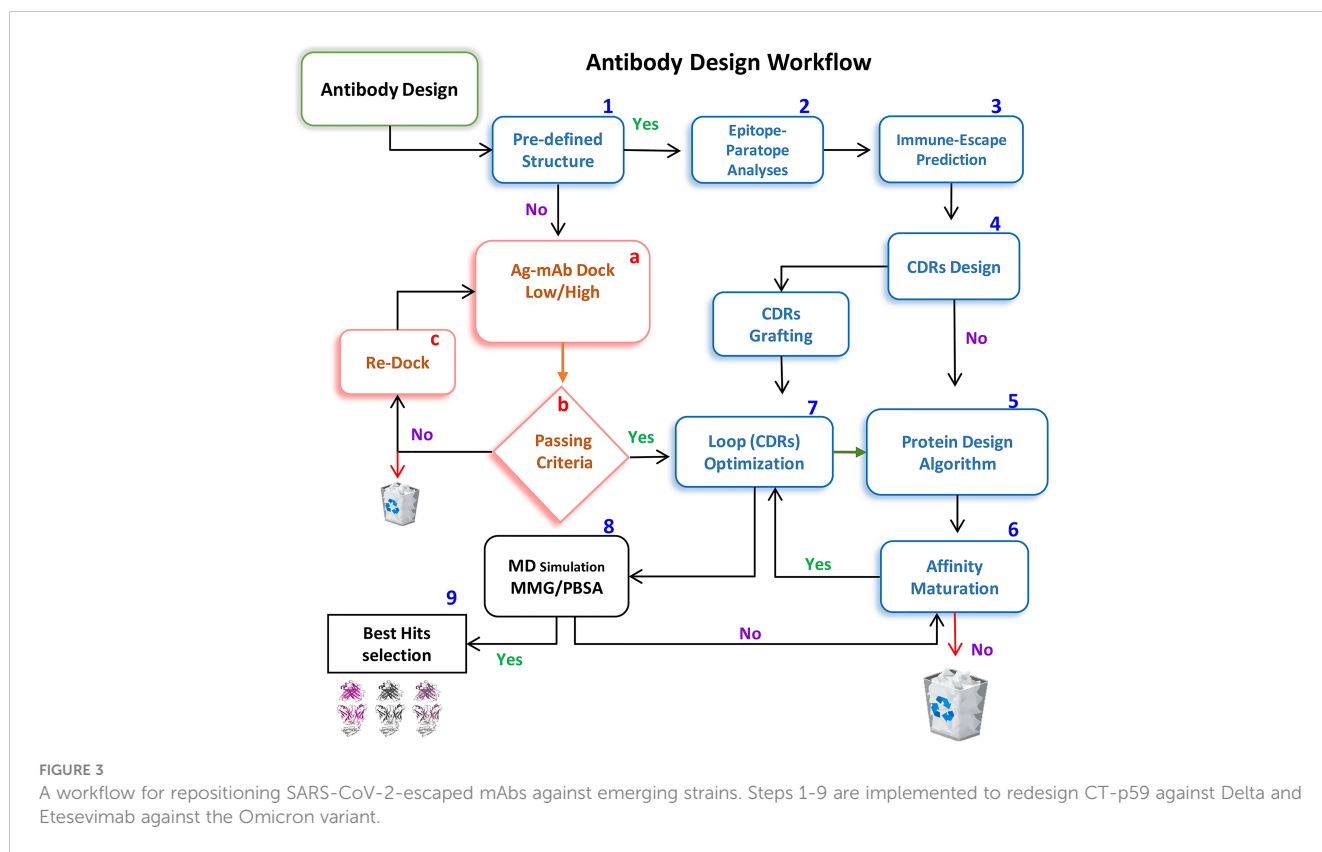 Antibody Design Workflow
Antibody Design
1
Pre-defined
Structure
Yes
2
Epitope-
Paratope
Analyses
3
Immune-Escape
Prediction
No
4
CDRs Design
a
Ag-mAb Dock
Low/High
CDRs
Grafting
No
c
Re-Dock
b
Passing
Criteria
No
Yes
7
Loop (CDRs)
Optimization
5
Protein Design
Algorithm
8
MD Simulation
MMG/PBSA
Yes
6
Affinity
Maturation
9
Best Hits
selection
Yes
No
No
FIGURE 3
A workflow for repositioning SARS-CoV-2-escaped mAbs against emerging strains. Steps 1-9 are implemented to redesign CT-p59 against Delta and
Etesevimab against the Omicron variant.